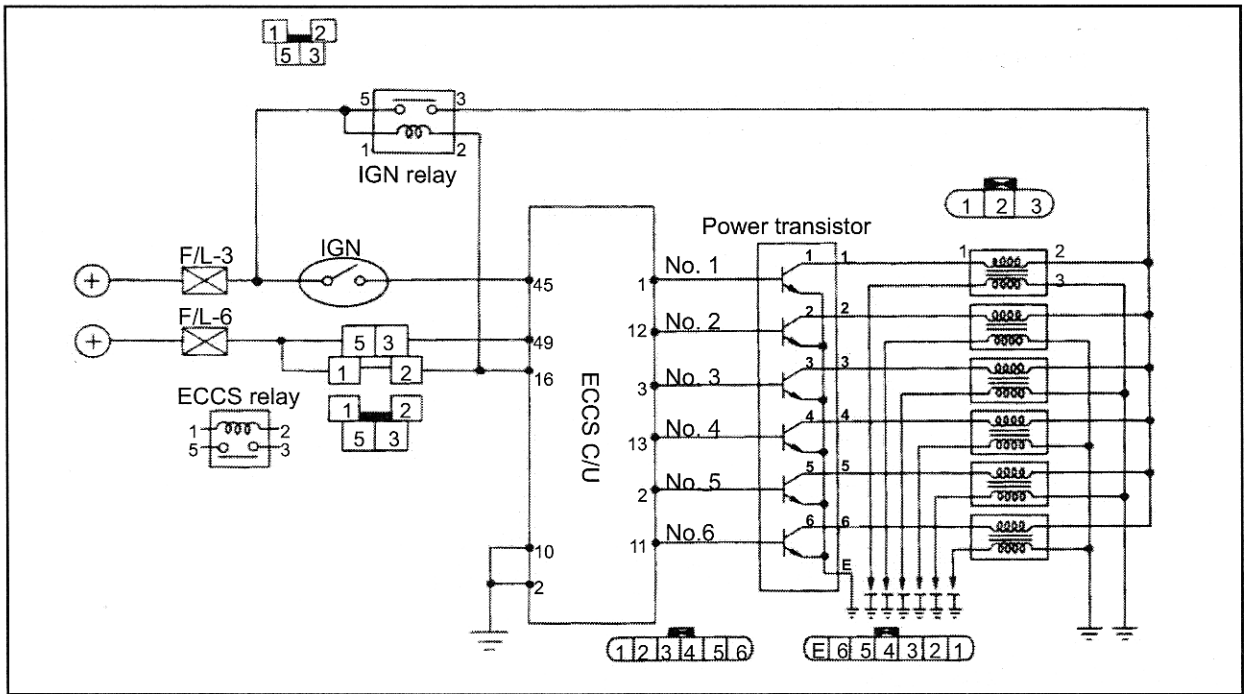 1 2
5 3
5 3
1 2
IGN relay
1 2 3
Power transistor
F/L-3
IGN
45
1
No. 1
1 1
1 2
3
F/L-6
5 3
49
12
No. 2
2 2
1 2
16
3
No. 3
3 3
ECCS relay
1 2
5 3
1 2
5 3
ECCS C/U
13
No. 4
4 4
2
No. 5
5 5
11
No.6
6 6
10
E
2
1 2 3 4 5 6
E 6 5 4 3 2 1